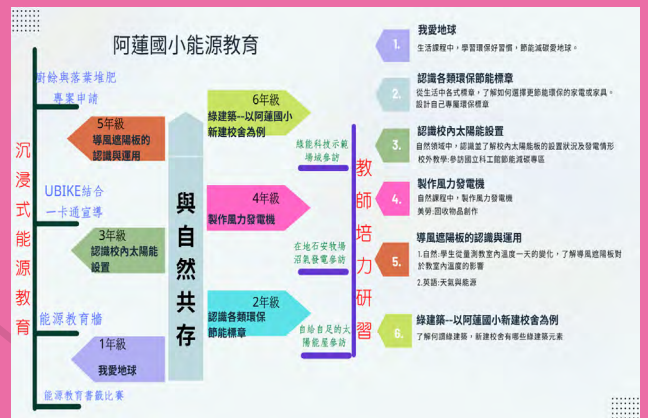 阿蓮國小能源教育
沉浸式能源教育
廚餘與落葉堆肥
專案申請
UBIKE結合
一卡通宣導
能源教育牆
能源教育書籤比賽
5年級
導風遮陽板的
認識與運用
3年級
認識校內太陽能
設置
1年級
我愛地球
與自然共存
6年級
綠建築--以阿蓮國小
新建校舍為例
4年級
製作風力發電機
2年級
認識各類環保
節能標章
綠能科技示範
場域參訪
在地石安牧場
沼氣發電參訪
自給自足的太
陽能屋參訪
教師培力研習
1.
我愛地球
生活課程中，學習環保好習慣，節能減碳愛地球。
2.
認識各類環保節能標章
從生活中各式標章，了解如何選擇更節能環保的家電或家具。
設計自己專屬環保標章
3.
認識校內太陽能設置
自然領域中，認識並了解校內太陽能板的設置狀況及發電情形
校外教學:參訪國立科工館節能減碳專區
4.
製作風力發電機
自然課程中，製作風力發電機
美勞:回收物品創作
5.
導風遮陽板的認識與運用
1.自然:學生從量測教室內溫度一天的變化，了解導風遮陽板對
於教室內溫度的影響
2.英語:天氣與能源
6.
綠建築--以阿蓮國小新建校舍為例
了解何謂綠建築，新建校舍有哪些綠建築元素